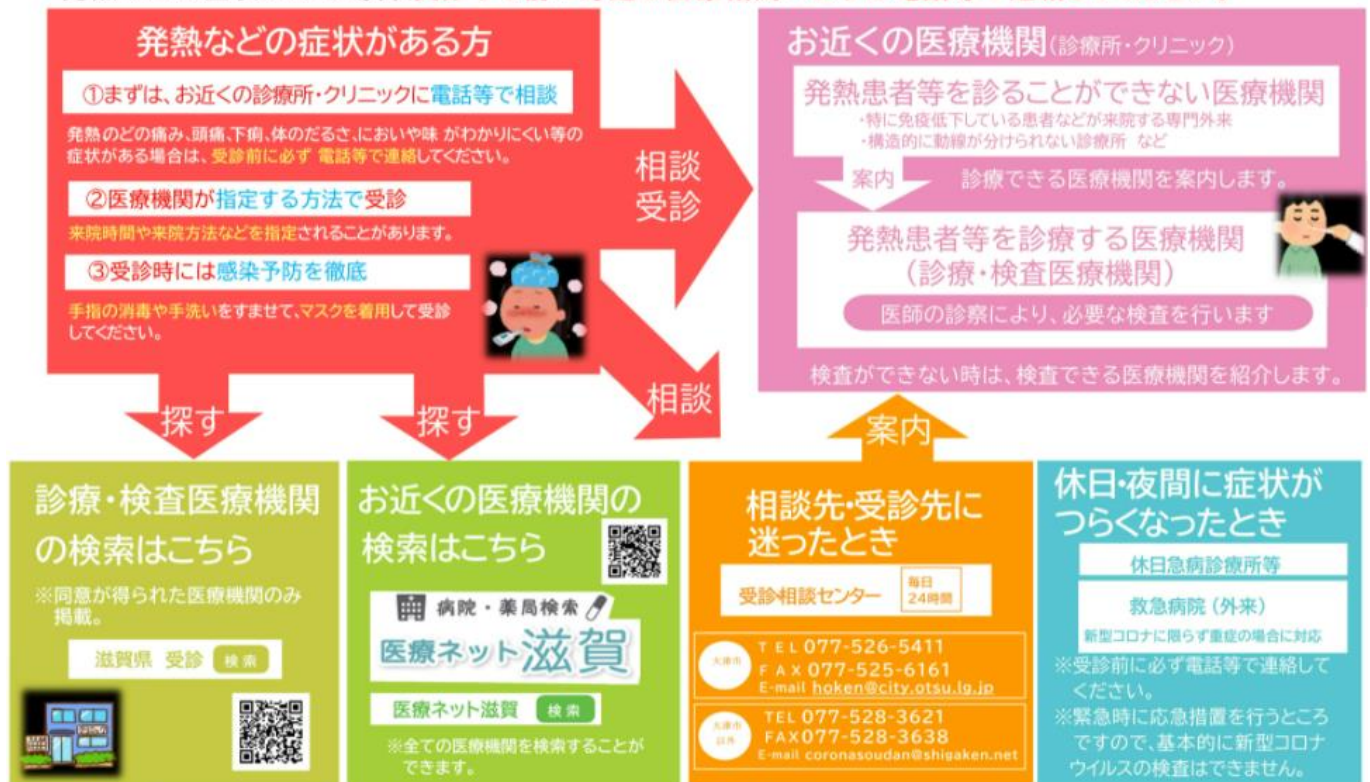 発熱などの症状がある方
①まずは、お近くの診療所・クリニックに電話等で相談
発熱のどの痛み、頭痛、下痢、体のだるさ、においや味 がわかりにくい等の
症状がある場合は、受診前に必ず 電話等で連絡してください。
②医療機関が指定する方法で受診
来院時間や来院方法などを指定されることがあります。
③受診時には感染予防を徹底
手指の消毒や手洗いをすませて、マスクを着用して受診
してください。
相談
受診
お近くの医療機関(診療所・クリニック)
発熱患者等を診ることができない医療機関
・特に免疫低下している患者などが来院する専門外来
・構造的に動線が分けられない診療所 など
案内
診療できる医療機関を案内します。
発熱患者等を診療する医療機関
(診療・検査医療機関)
医師の診察により、必要な検査を行います
検査ができない時は、検査できる医療機関を紹介します。
探す
探す
相談
案内
診療・検査医療機関
の検索はこちら
※同意が得られた医療機関のみ
掲載。
滋賀県 受診 検索
お近くの医療機関の
検索はこちら
病院・薬局検索
医療ネット滋賀
医療ネット滋賀 検索
※全ての医療機関を検索することが
できます。
相談先・受診先に
迷ったとき
受診相談センター
毎日
24時間
大津市
TEL 077-526-5411
FAX 077-525-6161
E-mail hoken@city.otsu.lg.jp
大津市
以外
TEL 077-528-3621
FAX077-528-3638
E-mail coronasoudan@shigaken.net
休日・夜間に症状が
つらくなったとき
休日急病診療所等
救急病院(外来)
新型コロナに限らず重症の場合に対応
※受診前に必ず電話等で連絡して
ください。
※緊急時に応急措置を行うところ
ですので、基本的に新型コロナ
ウイルスの検査はできません。